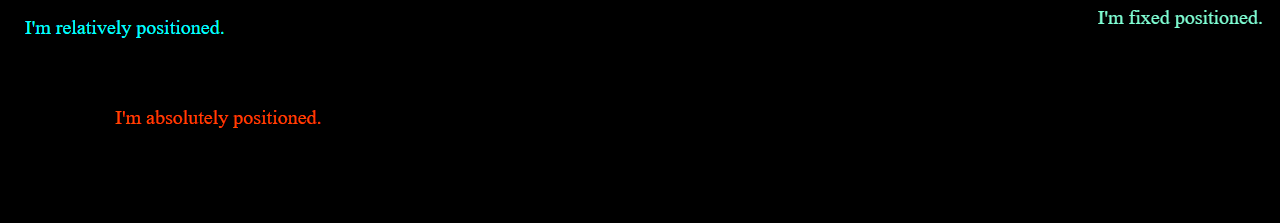 I'm relatively positioned.
I'm fixed positioned.
I'm absolutely positioned.